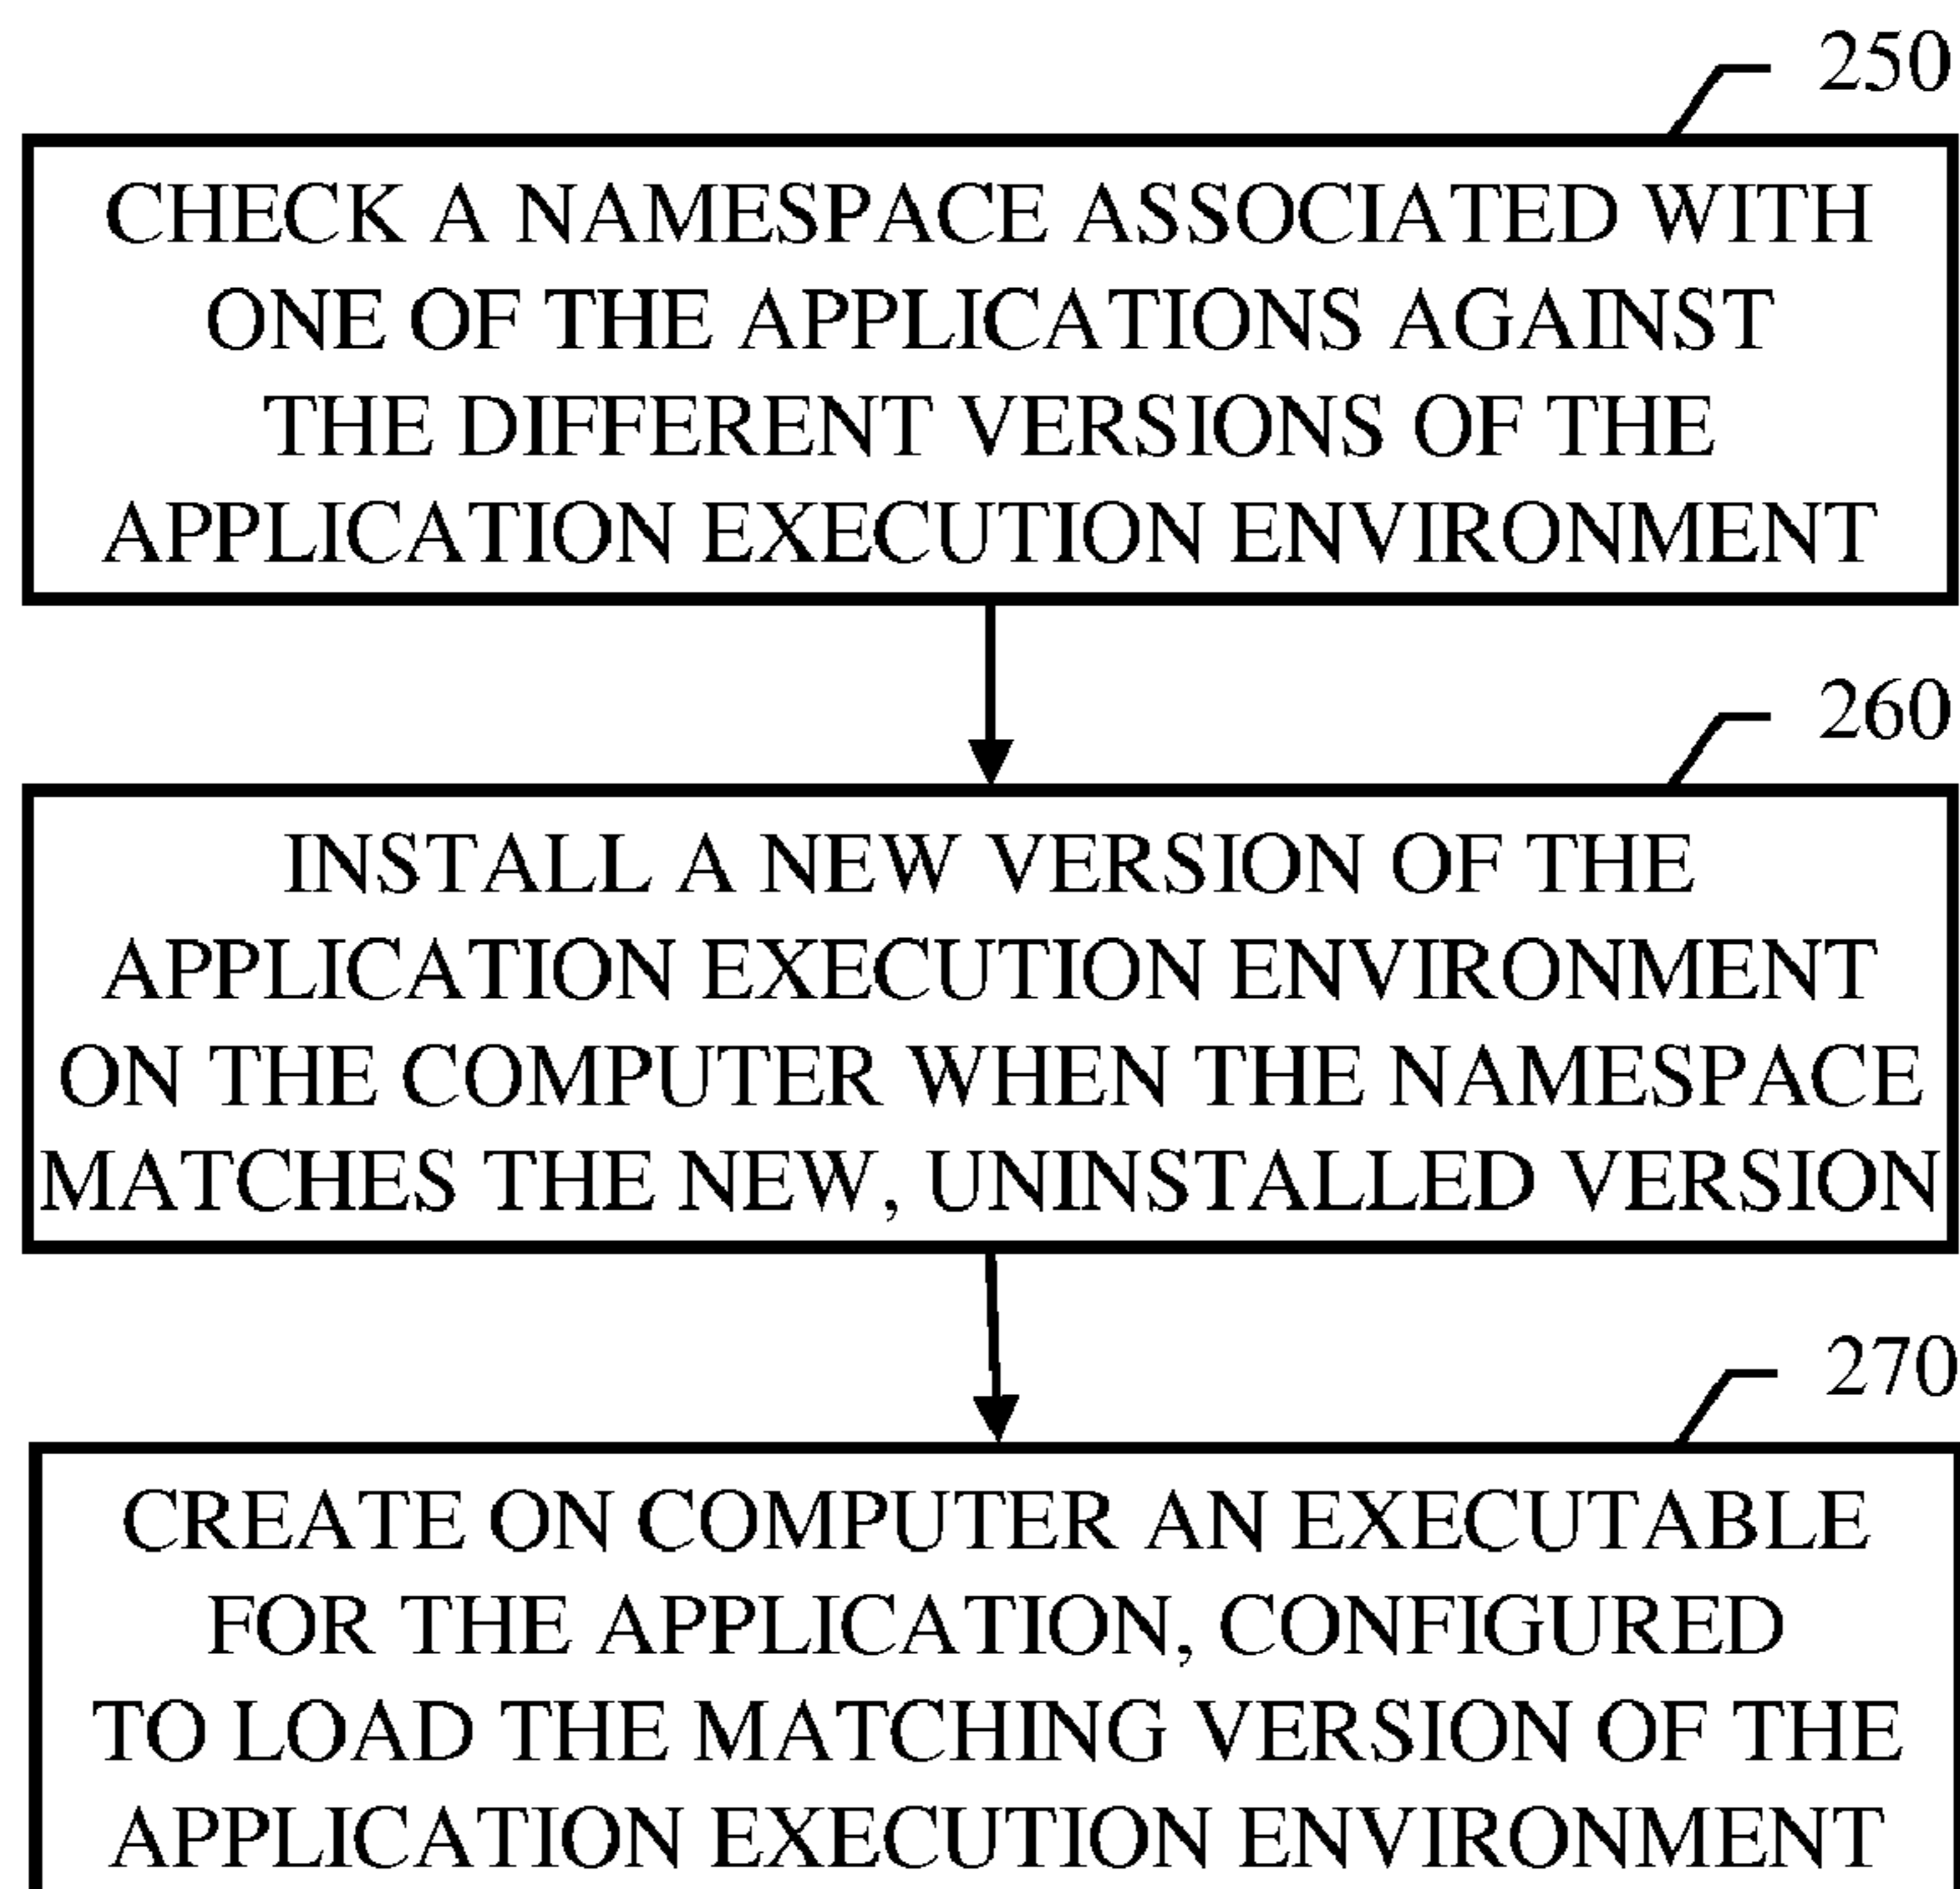 250
CHECK A NAMESPACE ASSOCIATED WITH
ONE OF THE APPLICATIONS AGAINST
THE DIFFERENT VERSIONS OF THE
APPLICATION EXECUTION ENVIRONMENT
260
INSTALL A NEW VERSION OF THE
APPLICATION EXECUTION ENVIRONMENT
ON THE COMPUTER WHEN THE NAMESPACE
MATCHES THE NEW, UNINSTALLED VERSION
270
CREATE ON COMPUTER AN EXECUTABLE
FOR THE APPLICATION, CONFIGURED
TO LOAD THE MATCHING VERSION OF THE
APPLICATION EXECUTION ENVIRONMENT